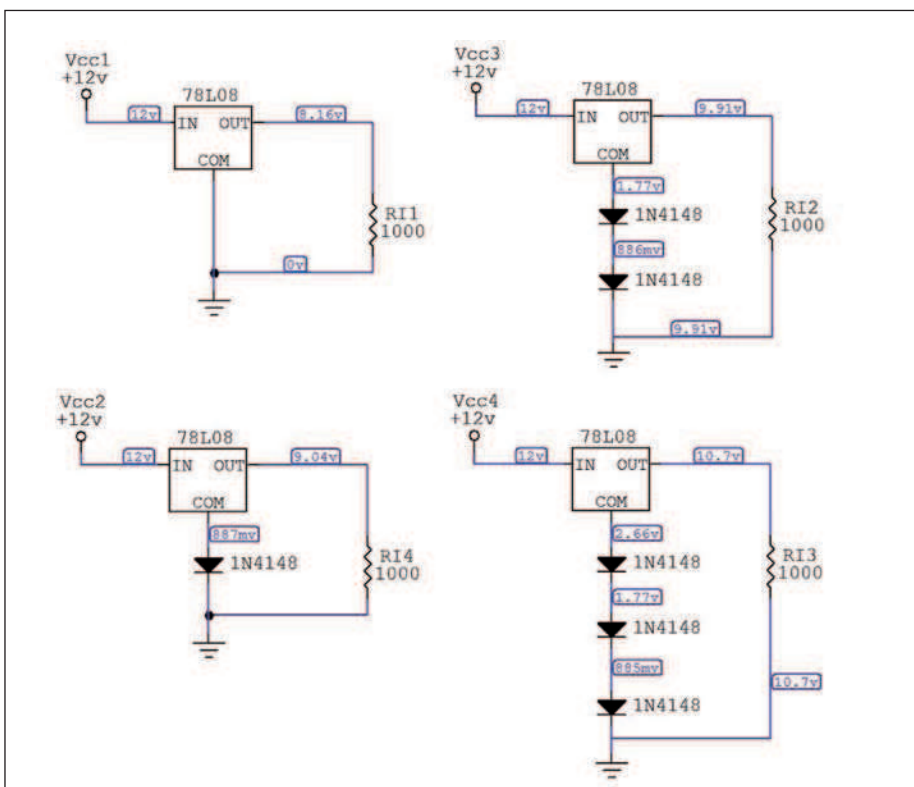 Vcc1
+12v
12v
78L08
IN OUT
COM
8.16v
RI1
1000
0v
Vcc3
+12v
12v
78L08
IN OUT
COM
9.91v
1.77v
1N4148
886mv
1N4148
RI2
1000
9.91v
Vcc2
+12v
12v
78L08
IN OUT
COM
9.04v
887mv
1N4148
RI4
1000
Vcc4
+12v
12v
78L08
IN OUT
COM
10.7v
2.66v
1N4148
1.77v
1N4148
885mv
1N4148
RI3
1000
10.7v